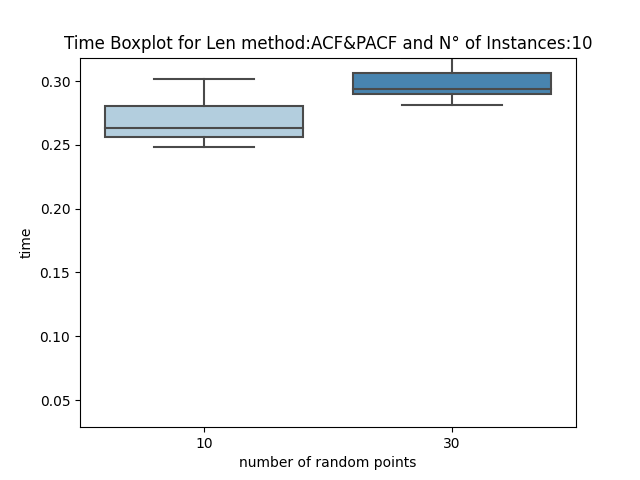 Time Boxplot for Len method:ACF&PACF and N° of Instances:10
0.30
0.25
0.20
0.15
0.10
0.05
time
10 30
number of random points